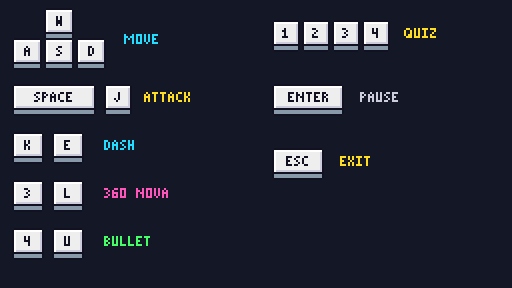 W
A S D MOVE
SPACE J ATTACK
K E DASH
3 L 360 NOVA
4 U BULLET
1 2 3 4 QUIZ
ENTER PAUSE
ESC EXIT